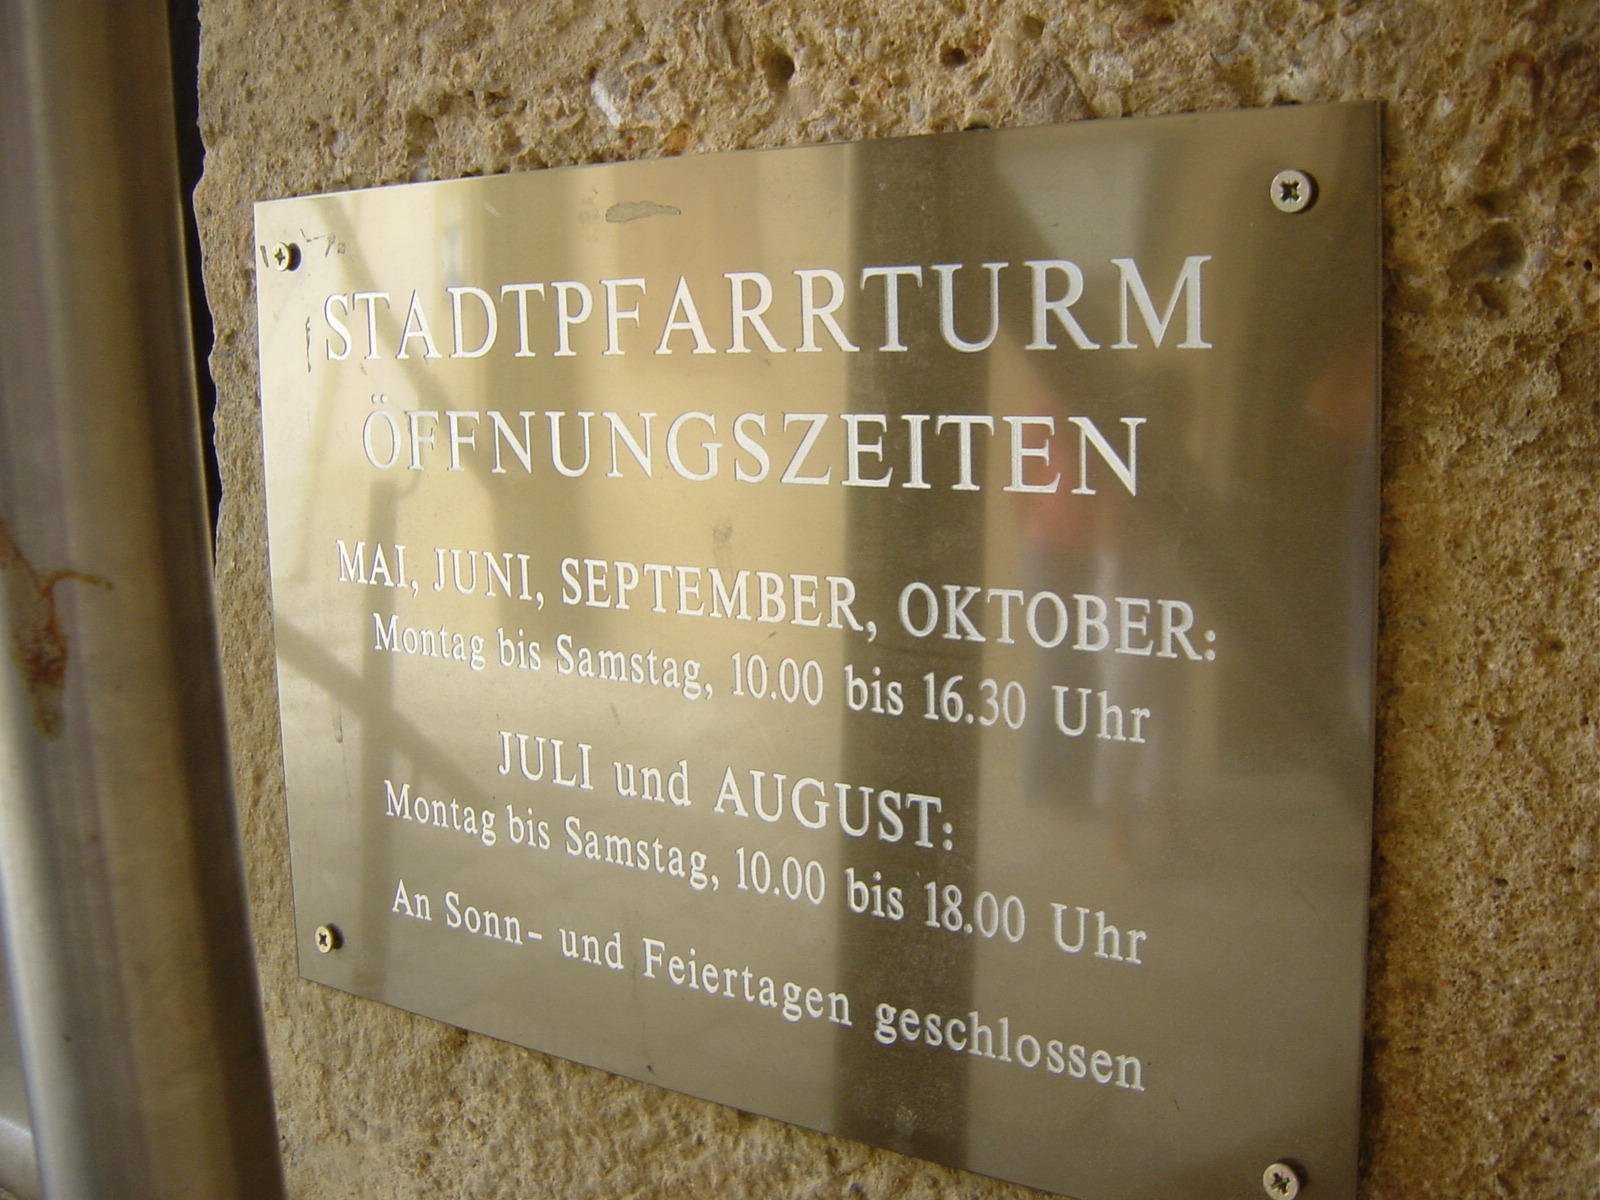 STADTPFARRTURM
ÖFFNUNGSZEITEN
MAI, JUNI, SEPTEMBER, OKTOBER:
Montag bis Samstag, 10.00 bis 16.30 Uhr
JULI und AUGUST:
Montag bis Samstag, 10.00 bis 18.00 Uhr
An Sonn- und Feiertagen geschlossen